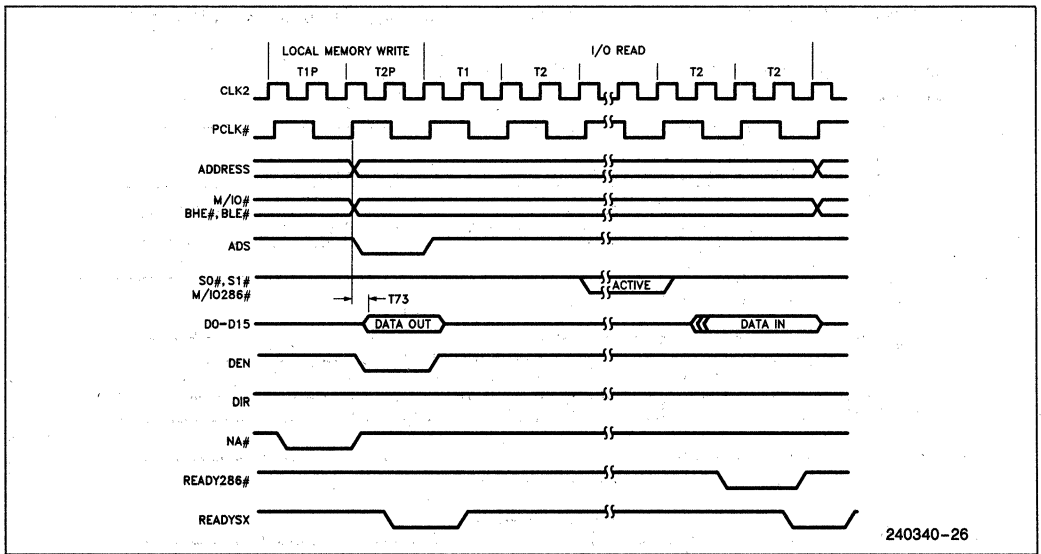 LOCAL MEMORY WRITE I/O READ
T1P T2P T1 T2 T2 T2
CLK2
PCLK#
ADDRESS
M/IO#
BHE#, BLE#
ADS
S0#, S1# ACTIVE
M/IO286#
T73
D0-D15 DATA OUT DATA IN
DEN
DIR
NA#
READY286#
READYSX
240340-26